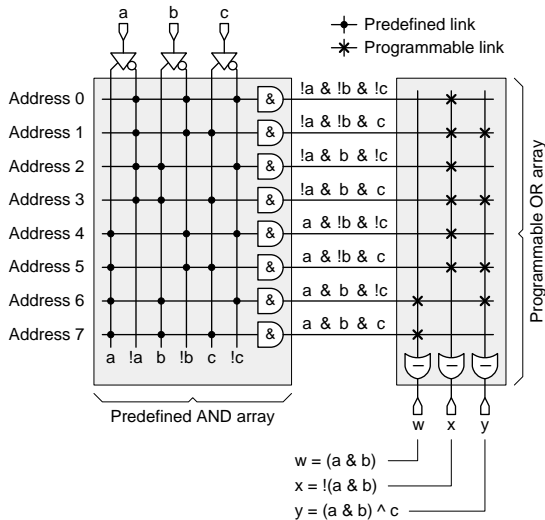 a b c
Predefined link
Programmable link
Address 0 & !a & !b & !c
Address 1 & !a & !b & c
Address 2 & !a & b & !c
Address 3 & !a & b & c
Address 4 & a & !b & !c
Address 5 & a & !b & c
Address 6 & a & b & !c
Address 7 & a & b & c
a !a b !b c !c
Programmable OR array
Predefined AND array
w x y
w = (a & b)
x = !(a & b)
y = (a & b) ^ c